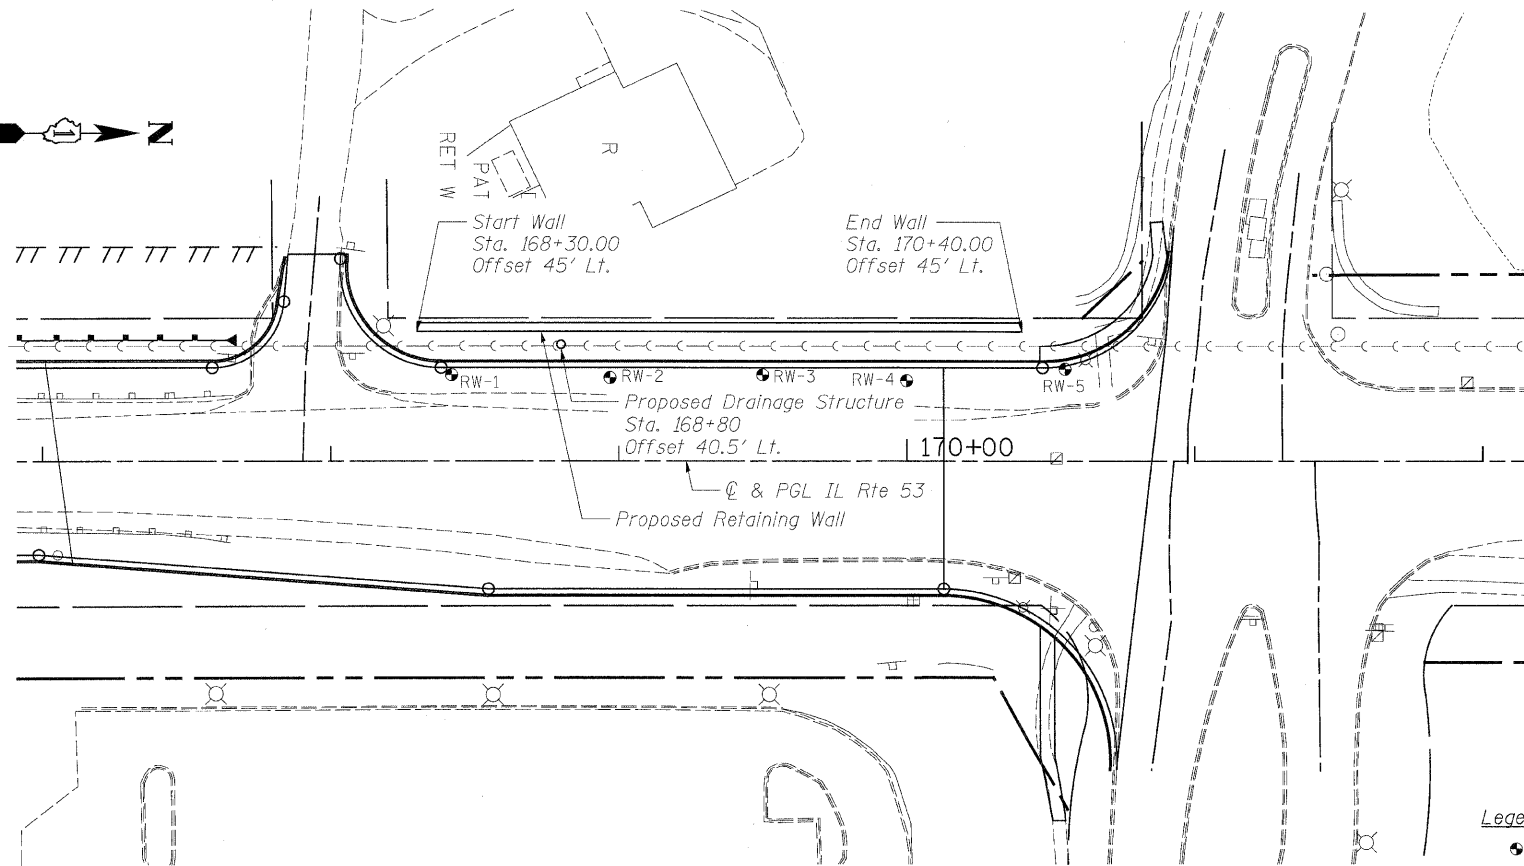 N
RET W
PAT
R
Start Wall
Sta. 168+30.00
Offset 45' Lt.
End Wall
Sta. 170+40.00
Offset 45' Lt.
RW-1
RW-2
RW-3
RW-4
RW-5
Proposed Drainage Structure
Sta. 168+80
Offset 40.5' Lt.
170+00
℄ & PGL IL Rte 53
Proposed Retaining Wall
Lege